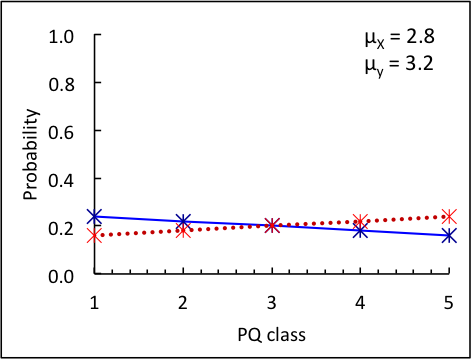 μX = 2.8
μy = 3.2
Probability
1.0
0.8
0.6
0.4
0.2
0.0
1 2 3 4 5
PQ class